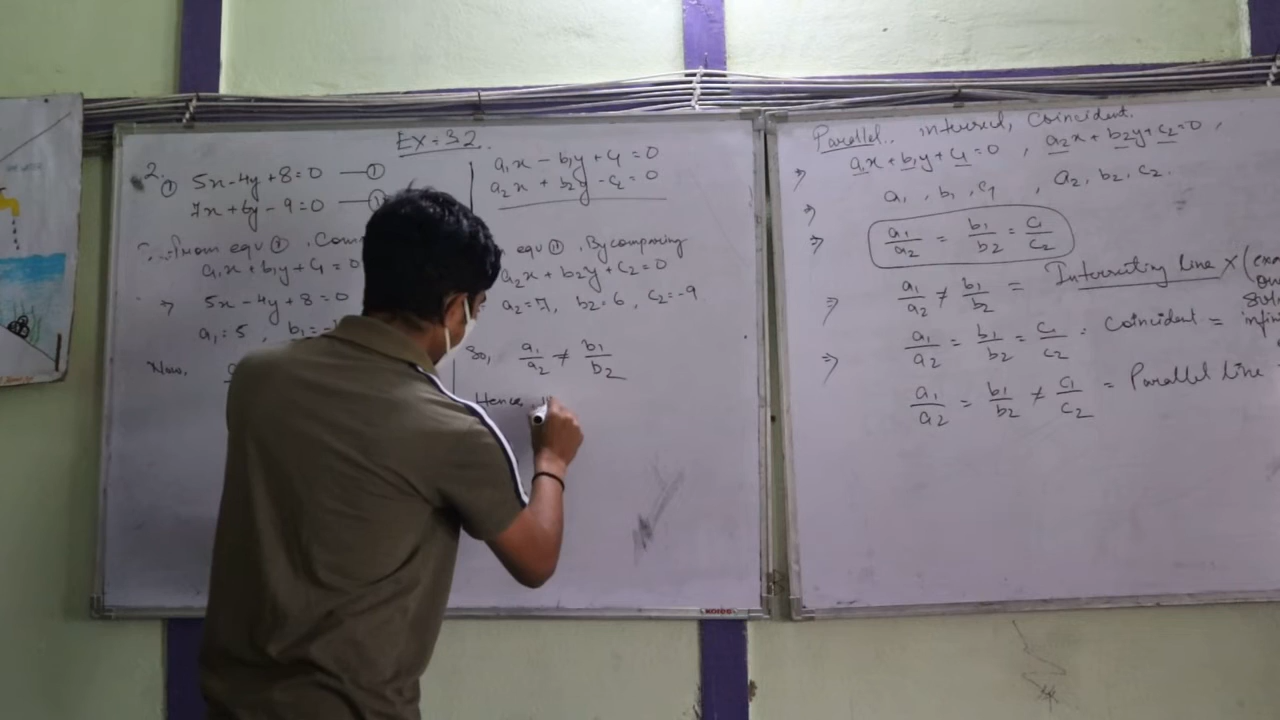 Ex = 3.2.
2. ① 5x - 4y + 8 = 0 — ①
7x + 6y - 9 = 0 —
from equ , Com
a₁x + b₁y + c₁ = 0
⇒ 5x - 4y + 8 = 0
a₁ = 5 , b₁ = -
Now,
a₁x - b₁y + c₁ = 0
a₂x + b₂y - c₂ = 0
equ ⑪ , By comparing
a₂x + b₂y + c₂ = 0
a₂ = 7, b₂ = 6 , c₂ = -9
So, a₁/a₂ ≠ b₁/b₂
Hence,
KOPOS
Parallel., intersed, Coincident.
⇒ a₁x + b₁y + c₁ = 0 , a₂x + b₂y + c₂ = 0 ,
⇒ a₁ , b₁ , c₁ , a₂, b₂, c₂.
⇒ a₁/a₂ = b₁/b₂ = c₁/c₂
⇒ a₁/a₂ ≠ b₁/b₂ = Intersecting Line X
⇒ a₁/a₂ = b₁/b₂ = c₁/c₂ = Coincident =
a₁/a₂ = b₁/b₂ ≠ c₁/c₂ = Parallel Line